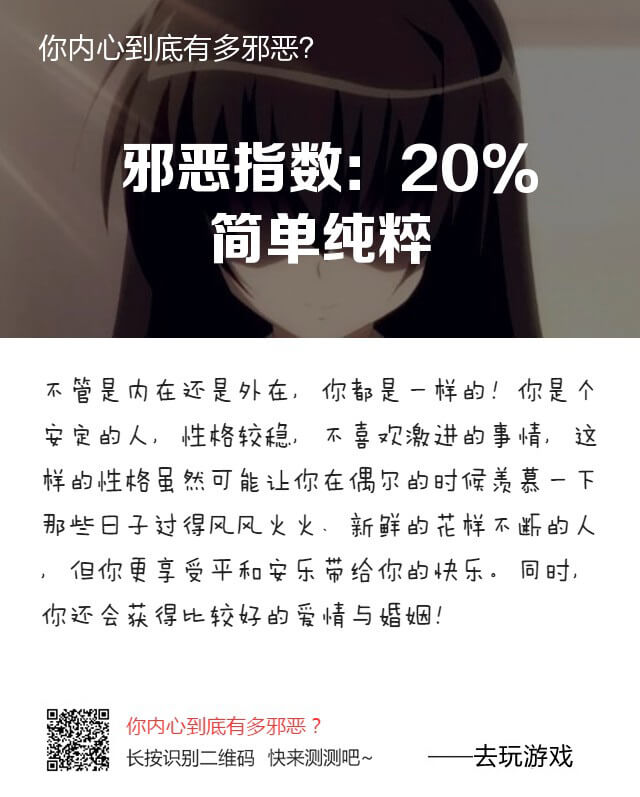 你内心到底有多邪恶?
邪恶指数：20%
简单纯粹
不管是内在还是外在，你都是一样的！你是个
安定的人，性格较稳，不喜欢激进的事情，这
样的性格虽然可能让你在偶尔的时候羡慕一下
那些日子过得风风火火、新鲜的花样不断的人
，但你更享受平和安乐带给你的快乐。同时，
你还会获得比较好的爱情与婚姻！
你内心到底有多邪恶？
长按识别二维码 快来测测吧~
——去玩游戏